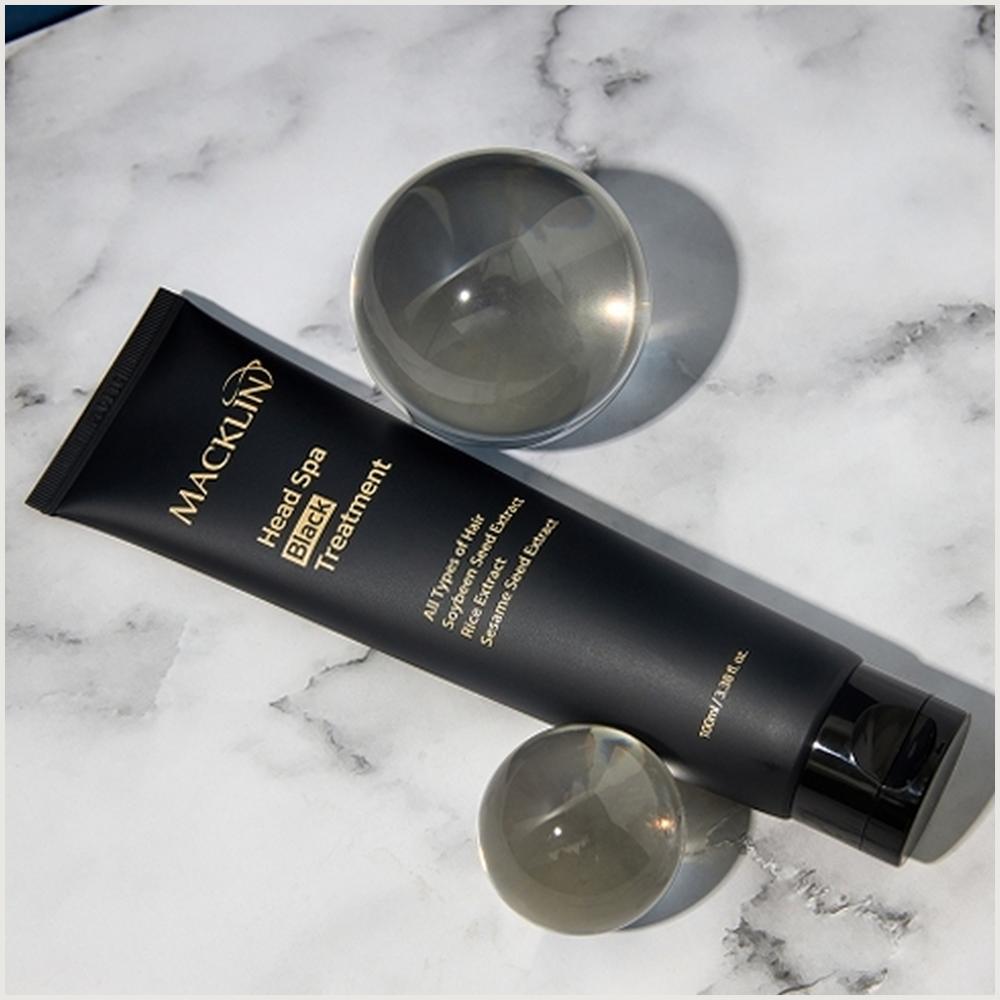 MACKLIN
Head Spa
Black
Treatment
All Types of Hair
Soybeen Seed Extract
Rice Extract
Sesame Seed Extract
100ml / 3.38 fl. oz.